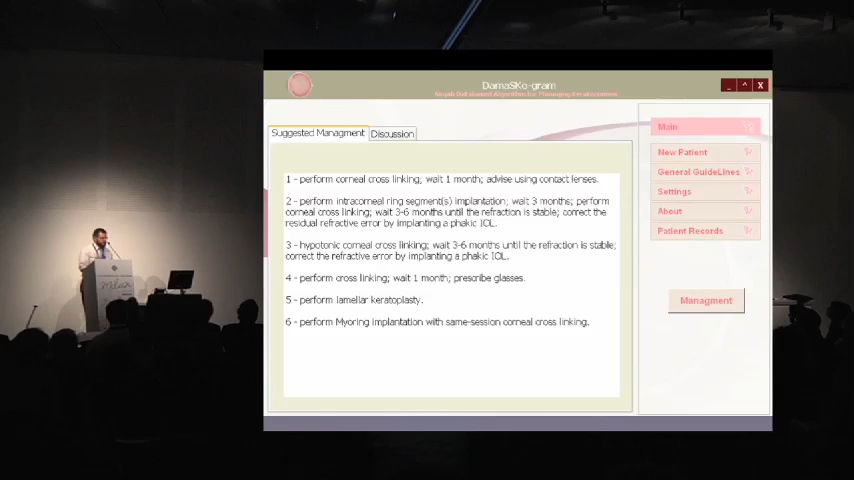 DamaSKo-gram
_ ^ X
Suggested Managment
Discussion
1 - perform corneal cross linking; wait 1 month; advise using contact lenses.
2 - perform intracorneal ring segment(s) implantation; wait 3 months; perform
corneal cross linking; wait 3-6 months until the refraction is stable; correct the
residual refractive error by implanting a phakic IOL.
3 - hypotonic corneal cross linking; wait 3-6 months until the refraction is stable;
correct the refractive error by implanting a phakic IOL.
4 - perform cross linking; wait 1 month; prescribe glasses.
5 - perform lamellar keratoplasty.
6 - perform Myoring implantation with same-session corneal cross linking.
Main
New Patient
General GuideLines
Settings
About
Patient Records
Managment